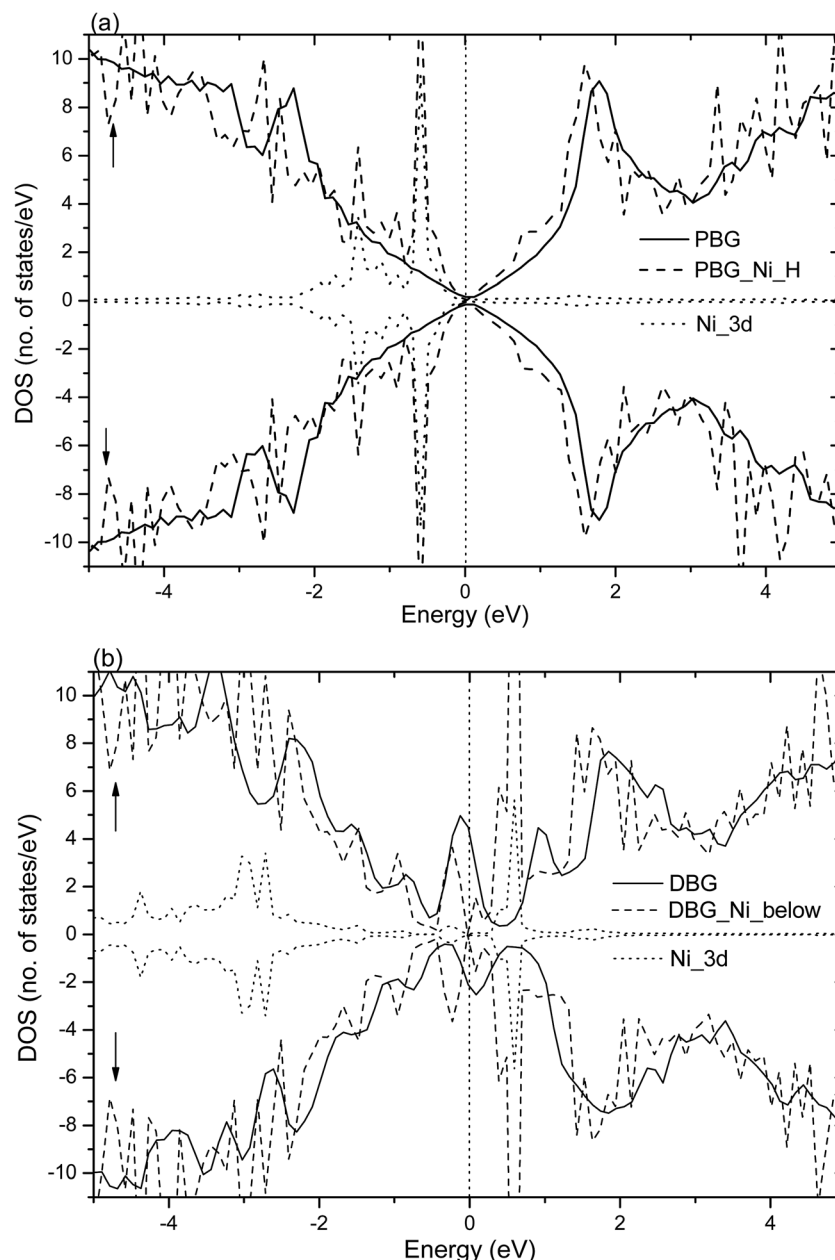 (a)
10
8
6
4
2
0
-2
-4
-6
-8
-10
DOS (no. of states/eV)
PBG
PBG_Ni_H
Ni_3d
-4 -2 0 2 4
Energy (eV)
(b)
10
8
6
4
2
0
-2
-4
-6
-8
-10
DOS (no. of states/eV)
DBG
DBG_Ni_below
Ni_3d
-4 -2 0 2 4
Energy (eV)